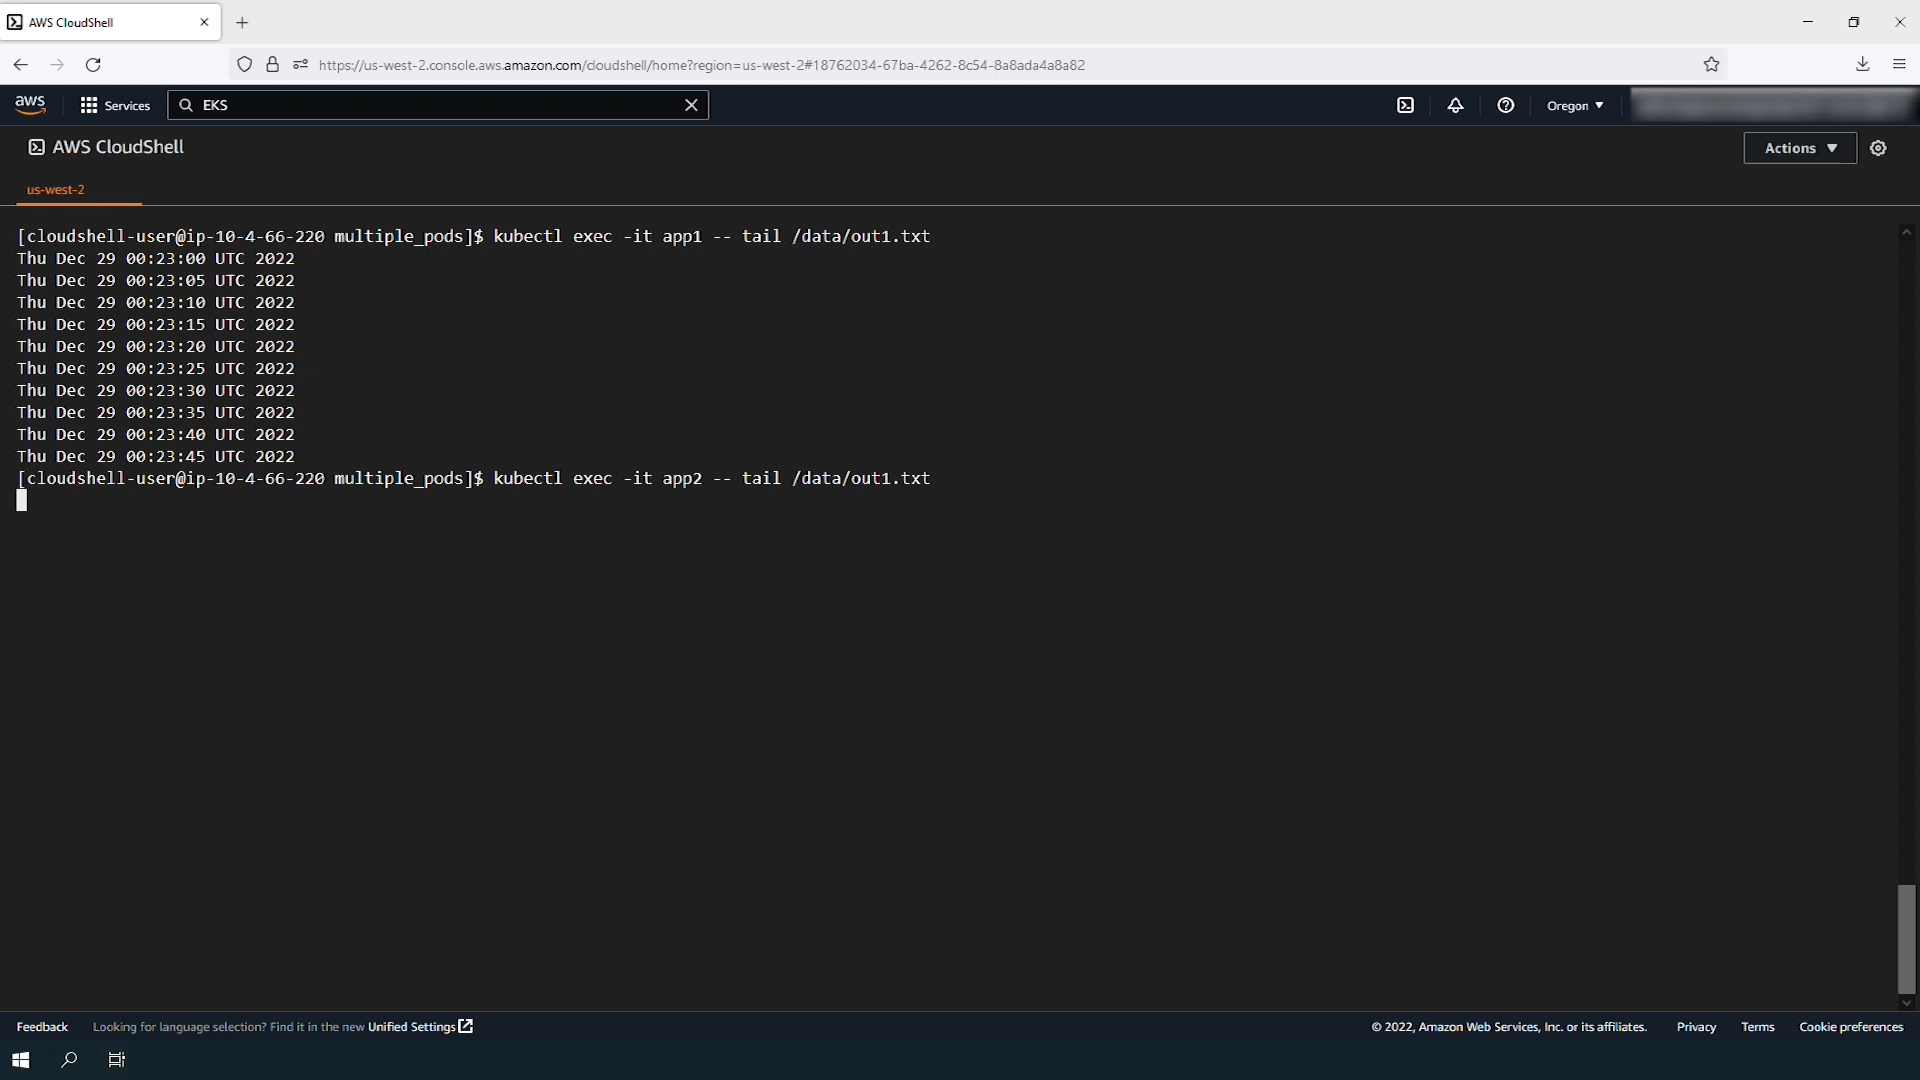 AWS CloudShell
https://us-west-2.console.aws.amazon.com/cloudshell/home?region=us-west-2#18762034-67ba-4262-8c54-8a8ada4a8a82
aws Services EKS Oregon
AWS CloudShell Actions
us-west-2
[cloudshell-user@ip-10-4-66-220 multiple_pods]$ kubectl exec -it app1 -- tail /data/out1.txt
Thu Dec 29 00:23:00 UTC 2022
Thu Dec 29 00:23:05 UTC 2022
Thu Dec 29 00:23:10 UTC 2022
Thu Dec 29 00:23:15 UTC 2022
Thu Dec 29 00:23:20 UTC 2022
Thu Dec 29 00:23:25 UTC 2022
Thu Dec 29 00:23:30 UTC 2022
Thu Dec 29 00:23:35 UTC 2022
Thu Dec 29 00:23:40 UTC 2022
Thu Dec 29 00:23:45 UTC 2022
[cloudshell-user@ip-10-4-66-220 multiple_pods]$ kubectl exec -it app2 -- tail /data/out1.txt
Feedback Looking for language selection? Find it in the new Unified Settings © 2022, Amazon Web Services, Inc. or its affiliates. Privacy Terms Cookie preferences